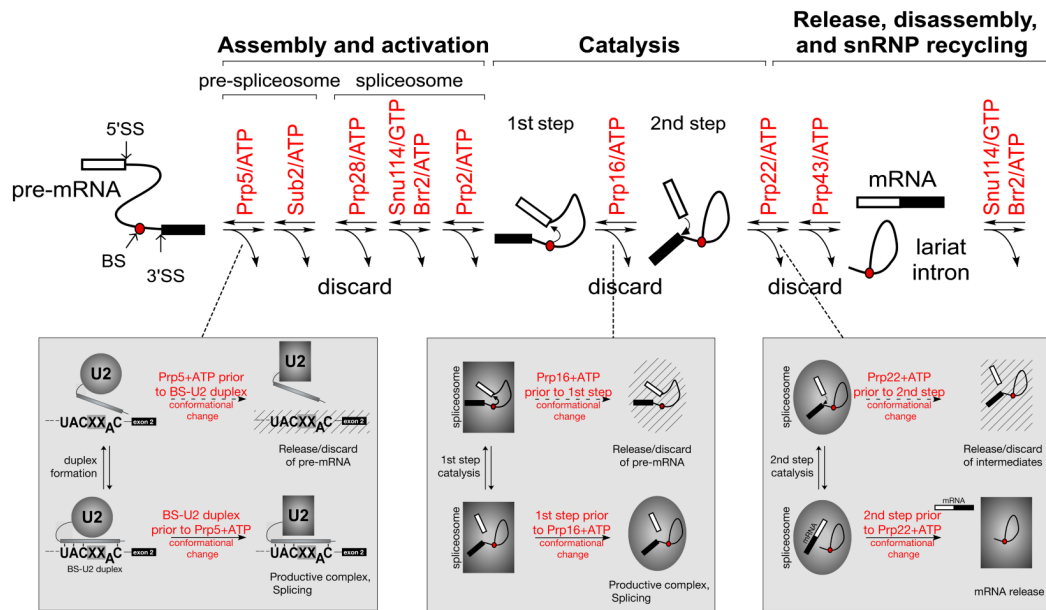 Release, disassembly,
and snRNP recycling
Assembly and activation
Catalysis
pre-spliceosome
spliceosome
5'SS
pre-mRNA
BS
3'SS
Prp5/ATP
Sub2/ATP
Prp28/ATP
Snu114/GTP
Brr2/ATP
Prp2/ATP
1st step
Prp16/ATP
2nd step
Prp22/ATP
Prp43/ATP
mRNA
lariat
intron
Snu114/GTP
Brr2/ATP
discard
discard
discard
U2
UACXXAC
exon 2
Prp5+ATP prior
to BS-U2 duplex
conformational
change
U2
UACXXAC
exon 2
Release/discard
of pre-mRNA
duplex
formation
U2
UACXXAC
exon 2
BS-U2 duplex
BS-U2 duplex
prior to Prp5+ATP
conformational
change
U2
UACXXAC
exon 2
Productive complex,
Splicing
spliceosome
Prp16+ATP
prior to 1st step
conformational
change
Release/discard
of pre-mRNA
1st step
catalysis
spliceosome
1st step prior
to Prp16+ATP
conformational
change
Productive complex,
Splicing
spliceosome
Prp22+ATP
prior to 2nd step
conformational
change
Release/discard
of intermediates
2nd step
catalysis
spliceosome
mRNA
2nd step prior
to Prp22+ATP
conformational
change
mRNA
mRNA release